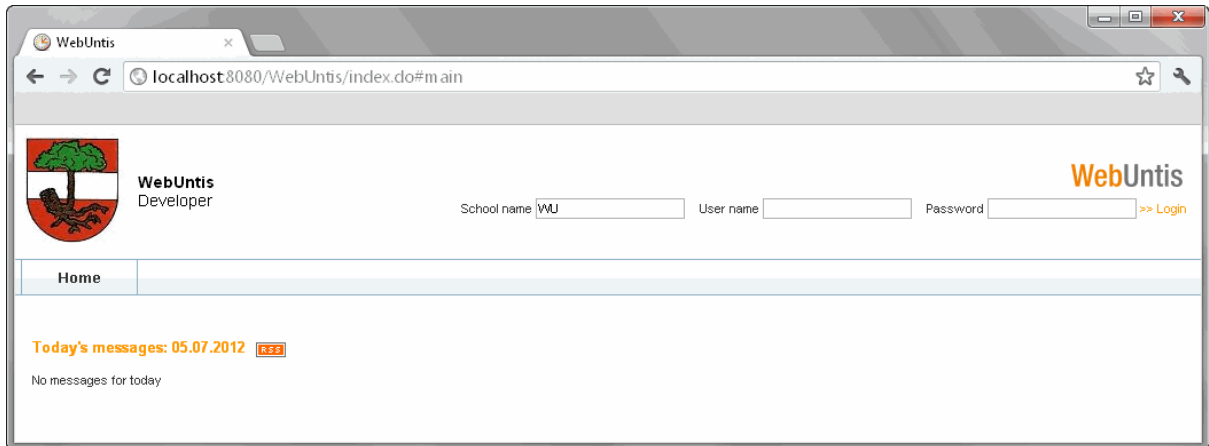 WebUntis
localhost:8080/WebUntis/index.do#main
WebUntis
Developer
WebUntis
School name WU User name Password >> Login
Home
Today's messages: 05.07.2012 RSS
No messages for today